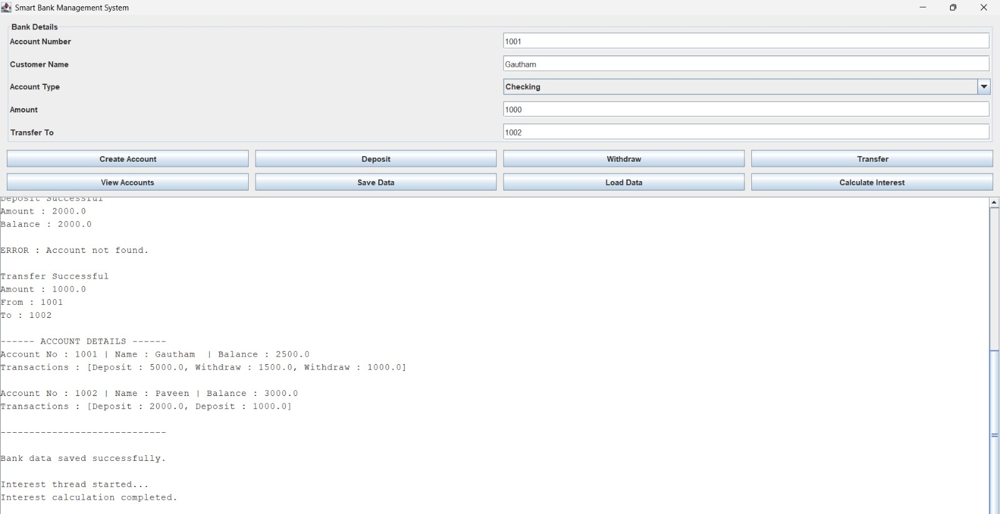 Smart Bank Management System
Bank Details
Account Number 1001
Customer Name Gautham
Account Type Checking
Amount 1000
Transfer To 1002
Create Account Deposit Withdraw Transfer
View Accounts Save Data Load Data Calculate Interest
Deposit Successful
Amount : 2000.0
Balance : 2000.0
ERROR : Account not found.
Transfer Successful
Amount : 1000.0
From : 1001
To : 1002
------ ACCOUNT DETAILS ------
Account No : 1001 | Name : Gautham  | Balance : 2500.0
Transactions : [Deposit : 5000.0, Withdraw : 1500.0, Withdraw : 1000.0]
Account No : 1002 | Name : Paveen | Balance : 3000.0
Transactions : [Deposit : 2000.0, Deposit : 1000.0]
-----------------------------
Bank data saved successfully.
Interest thread started...
Interest calculation completed.